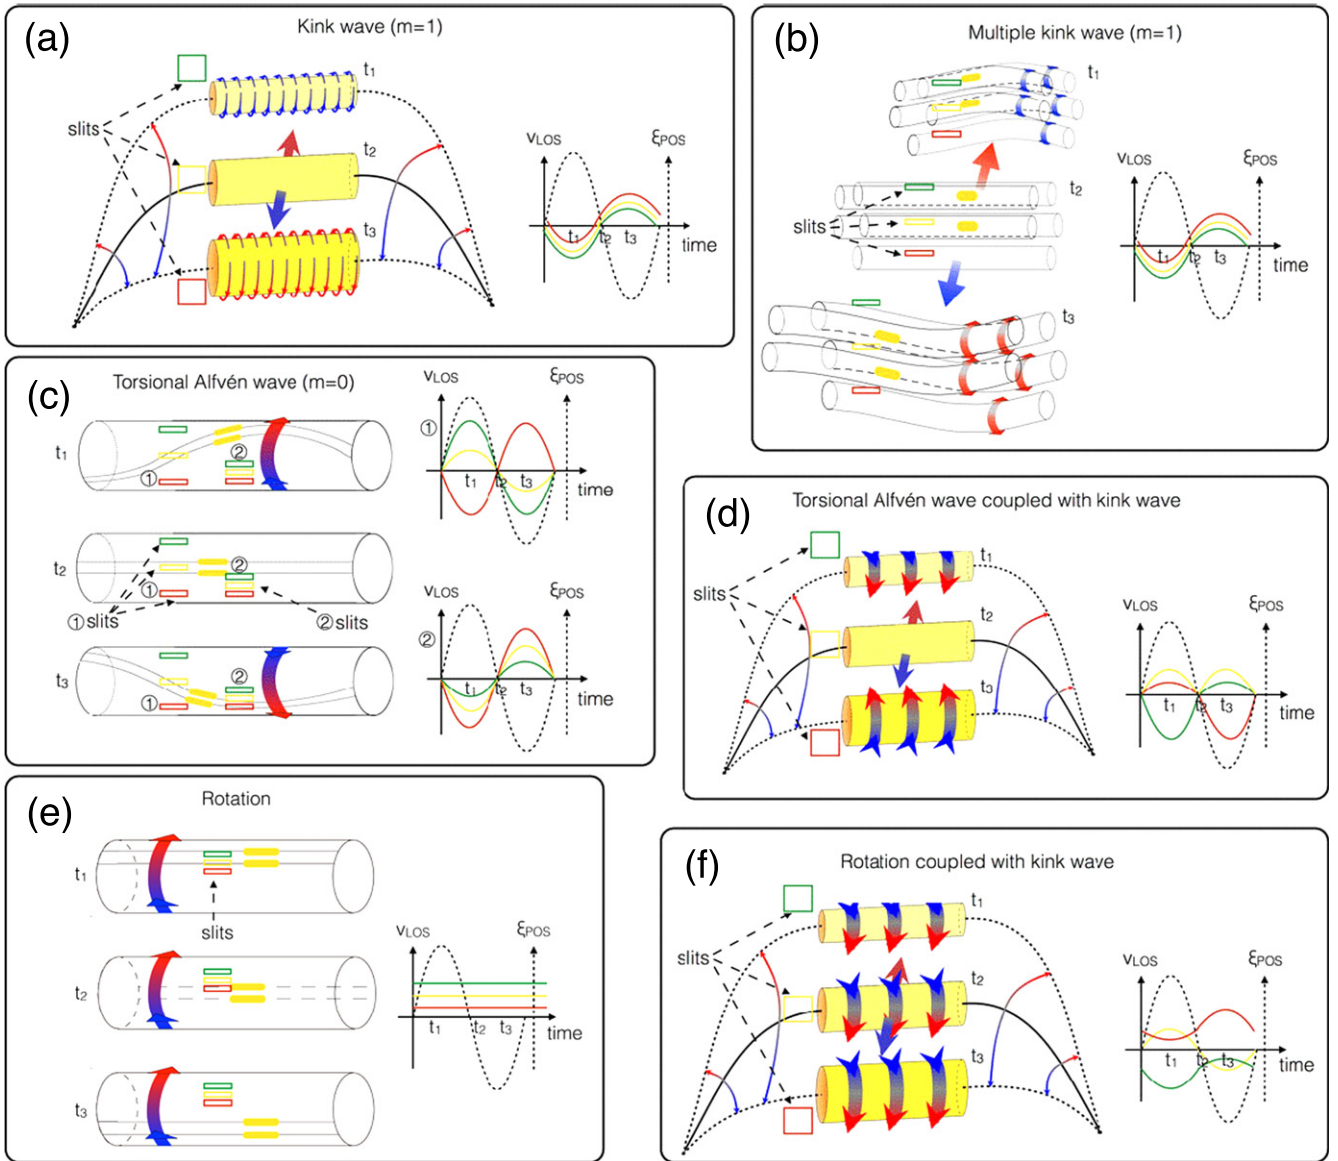 (a)
Kink wave (m=1)
slits
t1
t2
t3
vLOS
ξPOS
t1
t2
t3
time
(b)
Multiple kink wave (m=1)
t1
t2
slits
t3
vLOS
ξPOS
t1
t2
t3
time
(c)
Torsional Alfvén wave (m=0)
t1
②
①
t2
②
①
①slits
②slits
t3
②
①
vLOS
ξPOS
①
t1
t2
t3
time
vLOS
ξPOS
②
t1
t2
t3
time
(d)
Torsional Alfvén wave coupled with kink wave
slits
t1
t2
t3
vLOS
ξPOS
t1
t2
t3
time
(e)
Rotation
t1
slits
t2
t3
vLOS
ξPOS
t1
t2
t3
time
(f)
Rotation coupled with kink wave
slits
t1
t2
t3
vLOS
ξPOS
t1
t2
t3
time